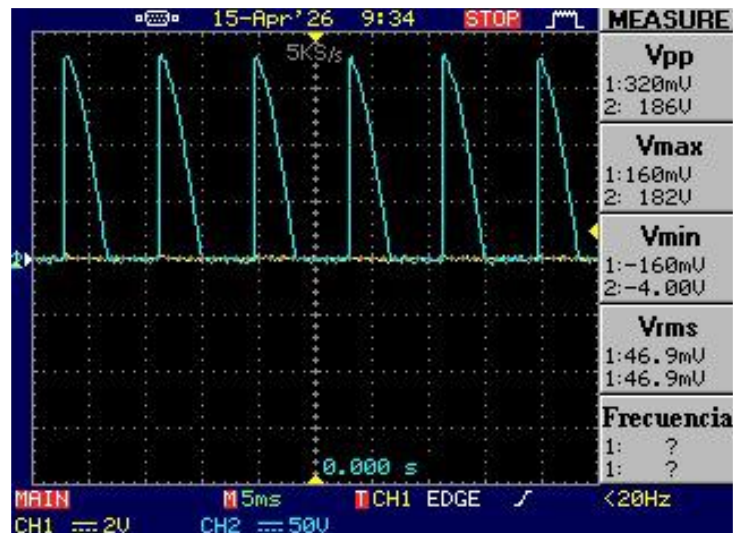 15-Apr'26 9:34 STOP MEASURE
5KS/s
Vpp
1:320mV
2: 186V
Vmax
1:160mV
2: 182V
Vmin
1:-160mV
2:-4.00V
Vrms
1:46.9mV
1:46.9mV
Frecuencia
1: ?
1: ?
2
0.000 s
MAIN M 5ms T CH1 EDGE <20Hz
CH1 2V CH2 50V